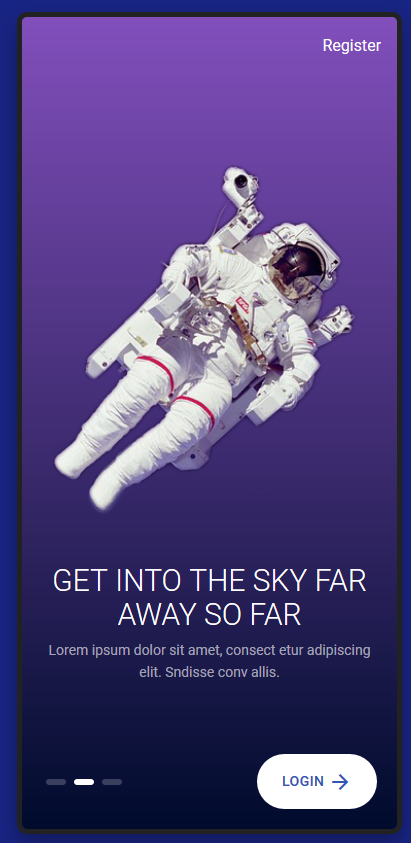 Register
GET INTO THE SKY FAR
AWAY SO FAR
Lorem ipsum dolor sit amet, consect etur adipiscing
elit. Sndisse conv allis.
LOGIN